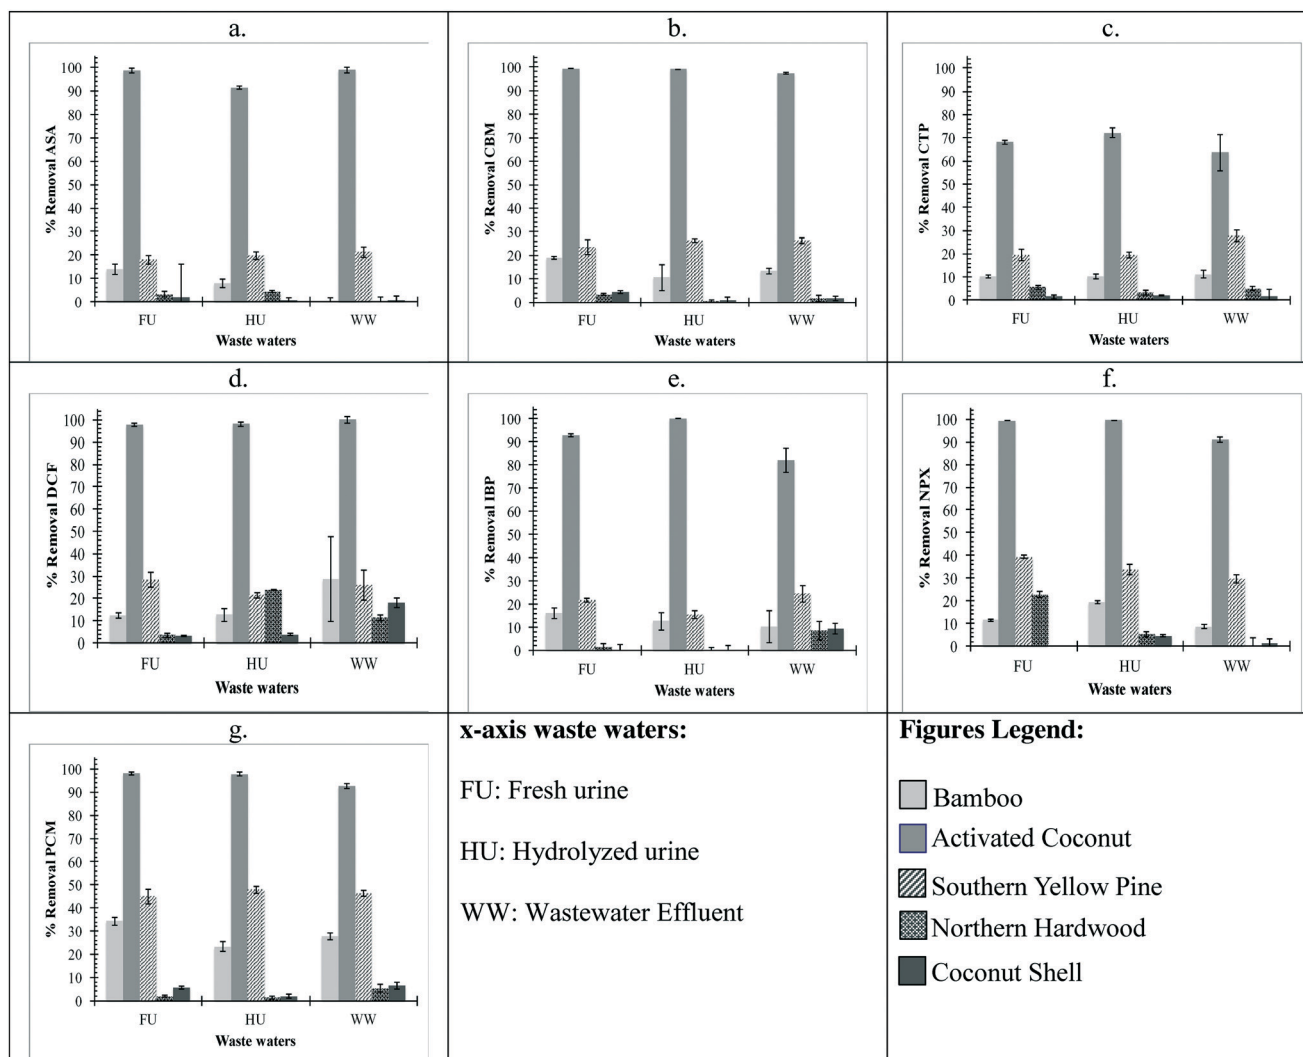 a.
% Removal ASA
100
90
80
70
60
50
40
30
20
10
0
FU HU WW
Waste waters
b.
% Removal CBM
100
90
80
70
60
50
40
30
20
10
0
FU HU WW
Waste waters
c.
% Removal CTP
100
90
80
70
60
50
40
30
20
10
0
FU HU WW
Waste waters
d.
% Removal DCF
100
90
80
70
60
50
40
30
20
10
0
FU HU WW
Waste waters
e.
% Removal IBP
100
90
80
70
60
50
40
30
20
10
0
FU HU WW
Waste waters
f.
% Removal NPX
100
90
80
70
60
50
40
30
20
10
0
FU HU WW
Waste waters
g.
% Removal PCM
100
90
80
70
60
50
40
30
20
10
0
FU HU WW
Waste waters
x-axis waste waters:
FU: Fresh urine
HU: Hydrolyzed urine
WW: Wastewater Effluent
Figures Legend:
Bamboo
Activated Coconut
Southern Yellow Pine
Northern Hardwood
Coconut Shell